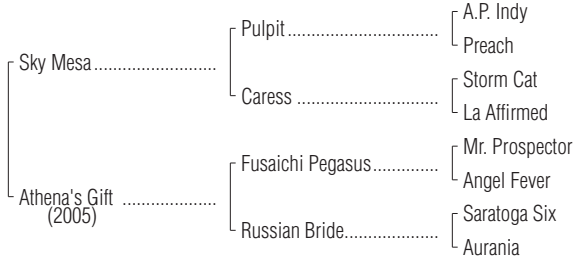 A.P. Indy
Pulpit
Preach
Sky Mesa
Storm Cat
Caress
La Affirmed
Mr. Prospector
Fusaichi Pegasus
Angel Fever
Athena's Gift
(2005)
Saratoga Six
Russian Bride
Aurania